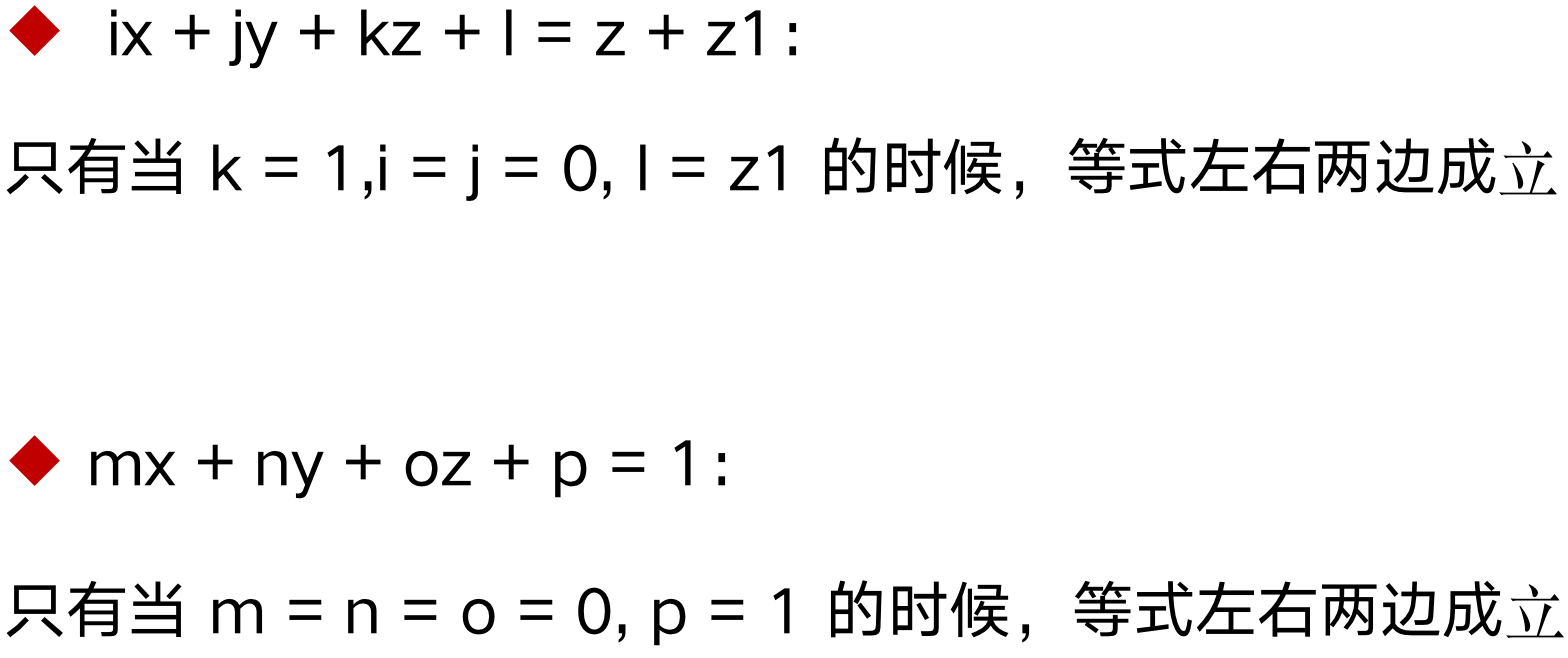 ◆ ix + jy + kz + l = z + z1：
只有当 k = 1,i = j = 0, l = z1 的时候，等式左右两边成立
◆ mx + ny + oz + p = 1：
只有当 m = n = o = 0, p = 1 的时候，等式左右两边成立